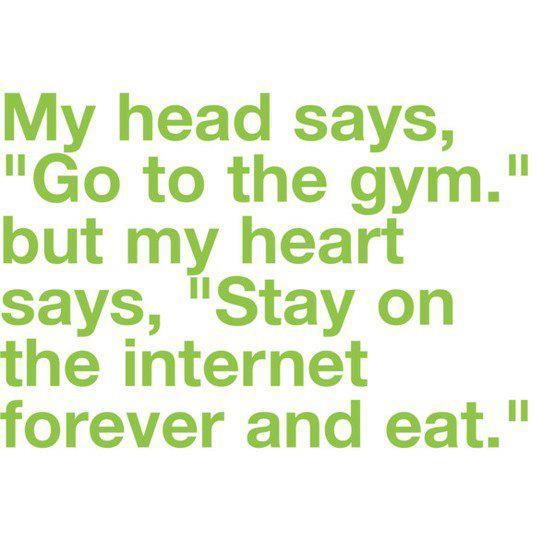 My head says,
"Go to the gym."
but my heart
says, "Stay on
the internet
forever and eat."